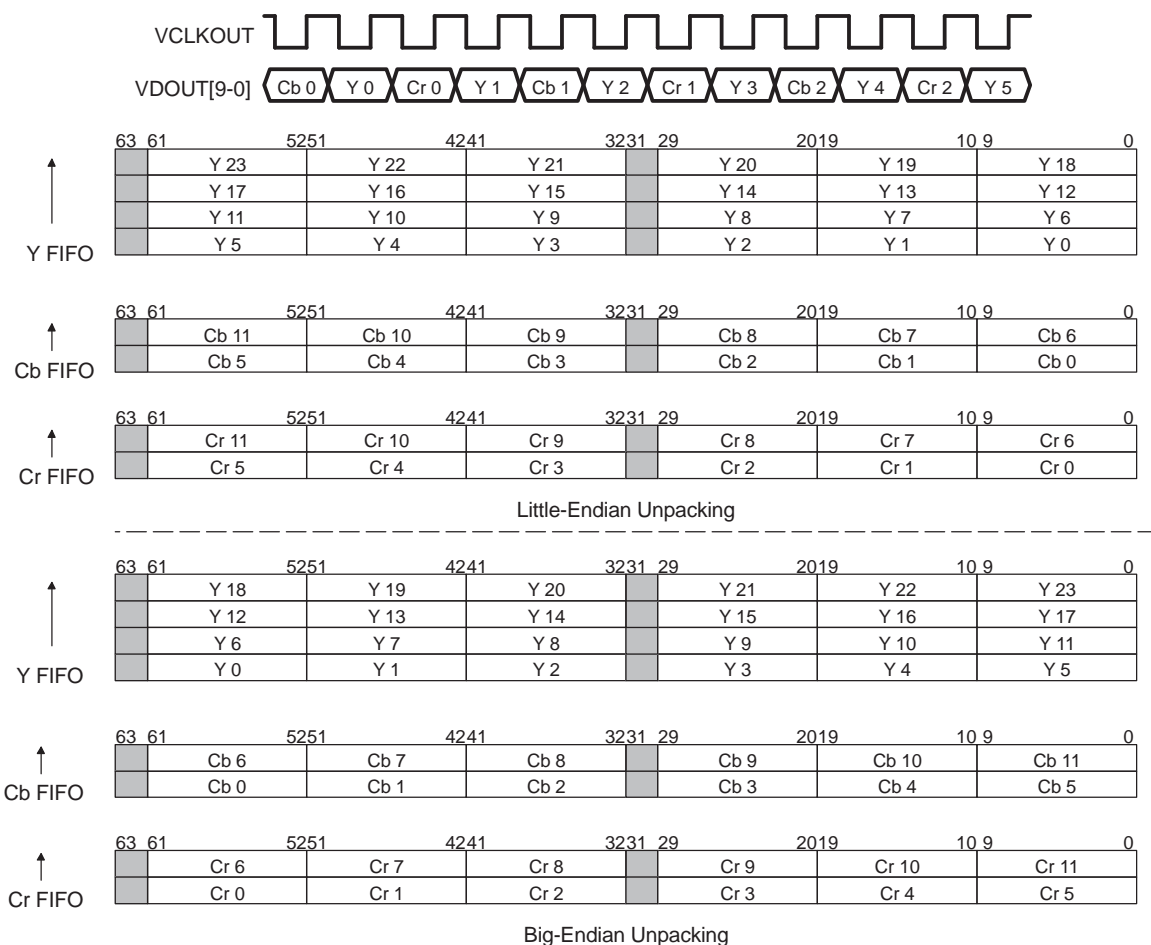 VCLKOUT
VDOUT[9-0] Cb 0 Y 0 Cr 0 Y 1 Cb 1 Y 2 Cr 1 Y 3 Cb 2 Y 4 Cr 2 Y 5
63 61 5251 4241 3231 29 2019 10 9 0
Y 23 Y 22 Y 21 Y 20 Y 19 Y 18
Y 17 Y 16 Y 15 Y 14 Y 13 Y 12
Y 11 Y 10 Y 9 Y 8 Y 7 Y 6
Y 5 Y 4 Y 3 Y 2 Y 1 Y 0
Y FIFO
63 61 5251 4241 3231 29 2019 10 9 0
Cb 11 Cb 10 Cb 9 Cb 8 Cb 7 Cb 6
Cb 5 Cb 4 Cb 3 Cb 2 Cb 1 Cb 0
Cb FIFO
63 61 5251 4241 3231 29 2019 10 9 0
Cr 11 Cr 10 Cr 9 Cr 8 Cr 7 Cr 6
Cr 5 Cr 4 Cr 3 Cr 2 Cr 1 Cr 0
Cr FIFO
Little-Endian Unpacking
63 61 5251 4241 3231 29 2019 10 9 0
Y 18 Y 19 Y 20 Y 21 Y 22 Y 23
Y 12 Y 13 Y 14 Y 15 Y 16 Y 17
Y 6 Y 7 Y 8 Y 9 Y 10 Y 11
Y 0 Y 1 Y 2 Y 3 Y 4 Y 5
Y FIFO
63 61 5251 4241 3231 29 2019 10 9 0
Cb 6 Cb 7 Cb 8 Cb 9 Cb 10 Cb 11
Cb 0 Cb 1 Cb 2 Cb 3 Cb 4 Cb 5
Cb FIFO
63 61 5251 4241 3231 29 2019 10 9 0
Cr 6 Cr 7 Cr 8 Cr 9 Cr 10 Cr 11
Cr 0 Cr 1 Cr 2 Cr 3 Cr 4 Cr 5
Cr FIFO
Big-Endian Unpacking